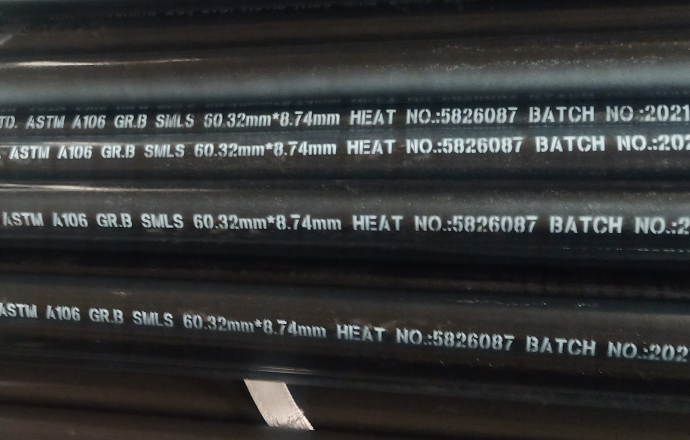 TD. ASTM A106 GR.B SMLS 60.32mm*8.74mm HEAT NO.:5826087 BATCH NO.:2021
ASTM A106 GR.B SMLS 60.32mm*8.74mm HEAT NO.:5826087 BATCH NO.:202
ASTM A106 GR.B SMLS 60.32mm*8.74mm HEAT NO.:5826087 BATCH NO.:2
ASTM A106 GR.B SMLS 60.32mm*8.74mm HEAT NO.:5826087 BATCH NO.:202